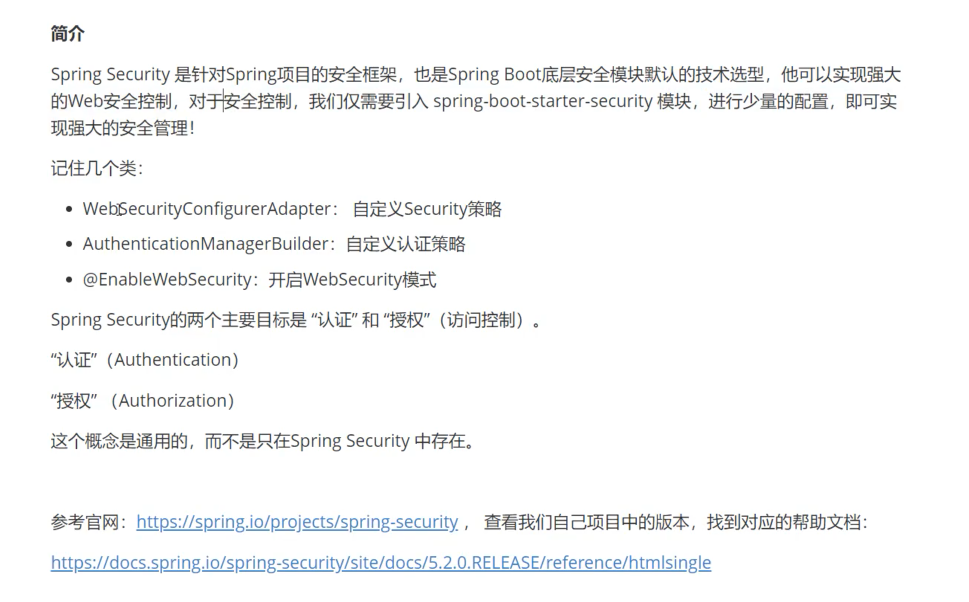 简介
Spring Security 是针对Spring项目的安全框架，也是Spring Boot底层安全模块默认的技术选型，他可以实现强大
的Web安全控制，对于安全控制，我们仅需要引入 spring-boot-starter-security 模块，进行少量的配置，即可实
现强大的安全管理！
记住几个类：
WebSecurityConfigurerAdapter： 自定义Security策略
AuthenticationManagerBuilder：自定义认证策略
@EnableWebSecurity：开启WebSecurity模式
Spring Security的两个主要目标是 “认证” 和 “授权”（访问控制）。
“认证”（Authentication）
“授权” （Authorization）
这个概念是通用的，而不是只在Spring Security 中存在。
参考官网：https://spring.io/projects/spring-security ， 查看我们自己项目中的版本，找到对应的帮助文档：
https://docs.spring.io/spring-security/site/docs/5.2.0.RELEASE/reference/htmlsingle